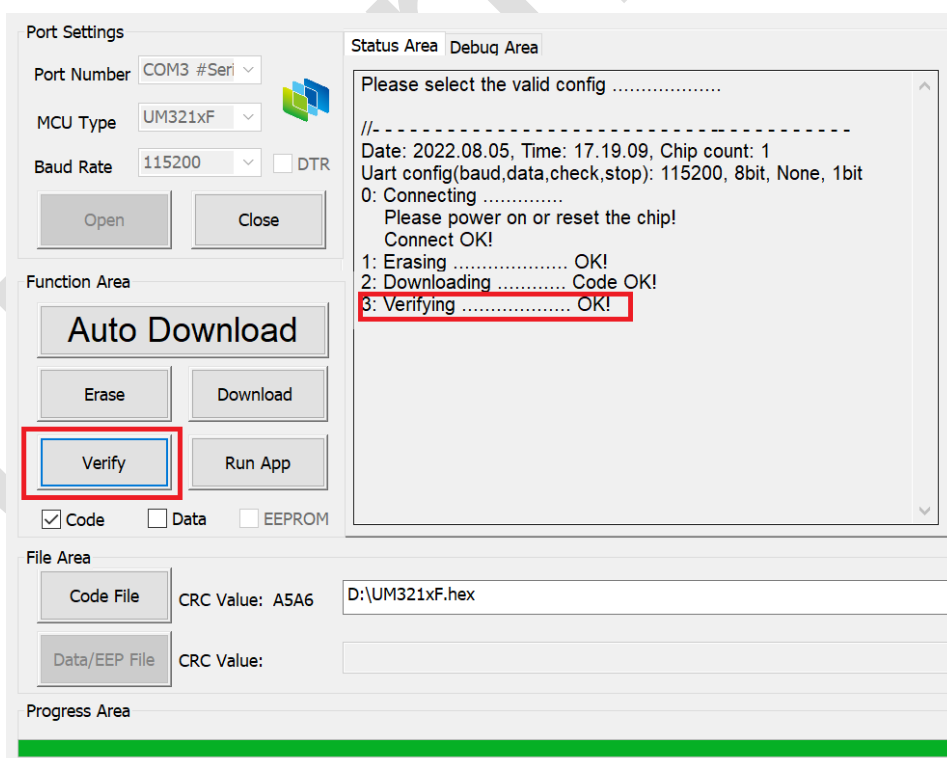 Port Settings
Port Number COM3 #Seri
MCU Type UM321xF
Baud Rate 115200 DTR
Open Close
Function Area
Auto Download
Erase Download
Verify Run App
Code Data EEPROM
Status Area Debug Area
Please select the valid config ...................
//- - - - - - - - - - - - - - - - - - - - - - - - - - - -- - - - - - - - - - - -
Date: 2022.08.05, Time: 17.19.09, Chip count: 1
Uart config(baud,data,check,stop): 115200, 8bit, None, 1bit
0: Connecting ..............
Please power on or reset the chip!
Connect OK!
1: Erasing .................... OK!
2: Downloading ............ Code OK!
3: Verifying ................... OK!
File Area
Code File CRC Value: A5A6 D:\UM321xF.hex
Data/EEP File CRC Value:
Progress Area